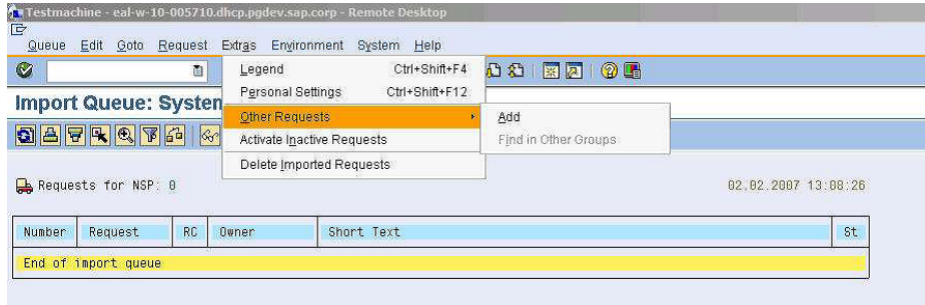 Testmachine - eal-w-10-005710.dhcp.pgdev.sap.corp - Remote Desktop
Queue Edit Goto Request Extras Environment System Help
Legend Ctrl+Shift+F4
Personal Settings Ctrl+Shift+F12
Import Queue: System
Other Requests Add
Activate Inactive Requests Find in Other Groups
Delete Imported Requests
Requests for NSP: 0 02.02.2007 13:08:26
Number Request RC Owner Short Text St
End of import queue